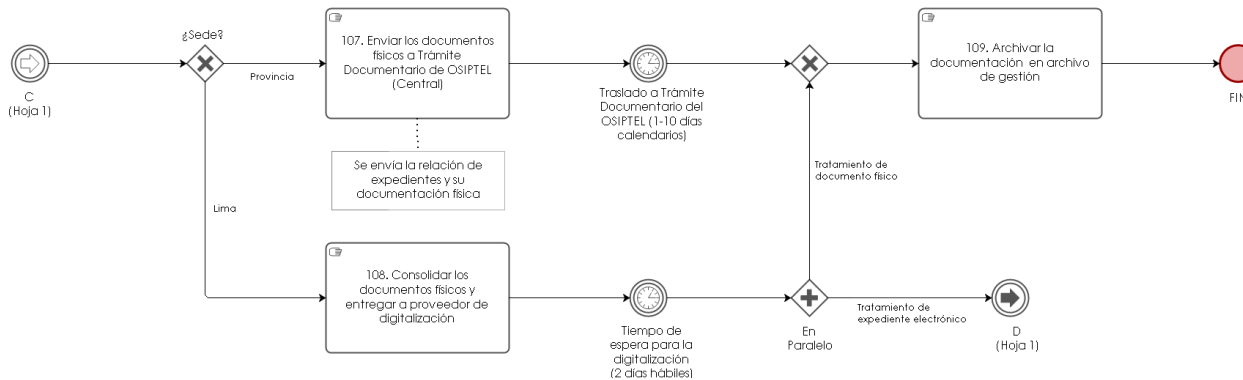 ¿Sede?
C
(Hoja 1)
Provincia
107. Enviar los documentos
físicos a Trámite
Documentario de OSIPTEL
(Central)
Traslado a Trámite
Documentario del
OSIPTEL (1-10 días
calendarios)
109. Archivar la
documentación en archivo
de gestión
FIN
Se envía la relación de
expedientes y su
documentación física
Tratamiento de
documento físico
Lima
108. Consolidar los
documentos físicos y
entregar a proveedor de
digitalización
Tiempo de
espera para la
digitalización
(2 días hábiles)
En
Paralelo
Tratamiento de
expediente electrónico
D
(Hoja 1)